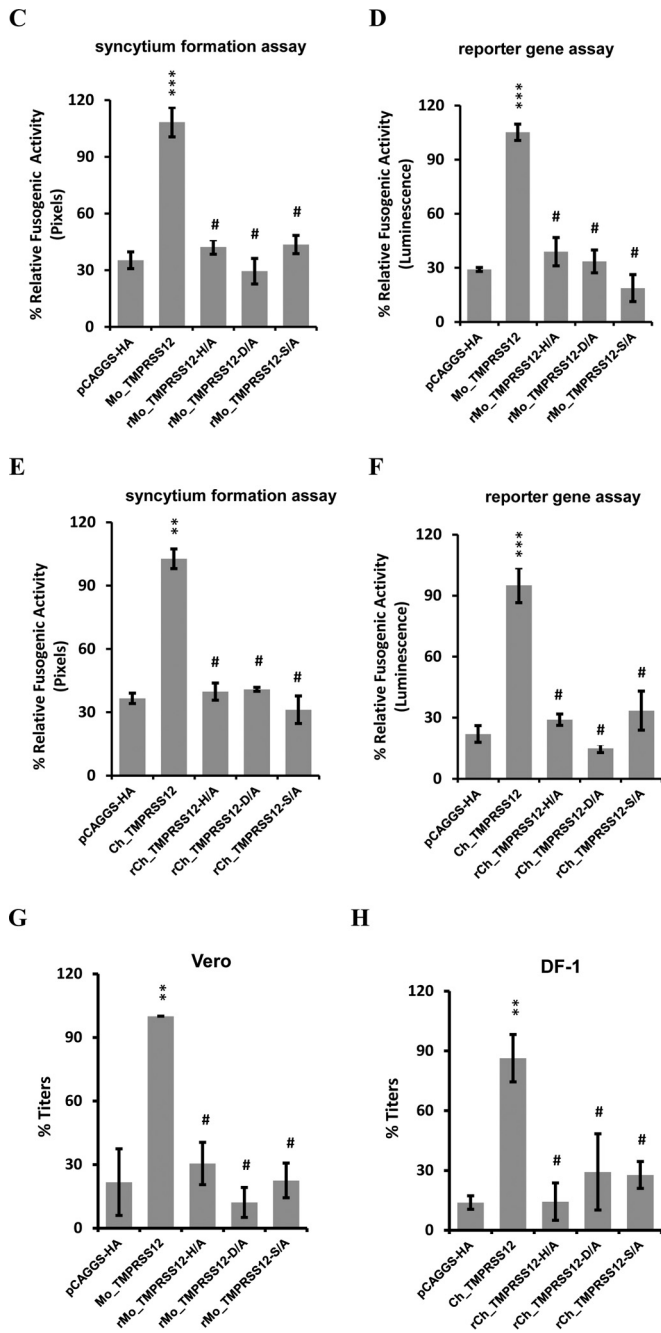 C
syncytium formation assay
% Relative Fusogenic Activity
(Pixels)
120
90
60
30
0
***
#
#
#
pCAGGS-HA
Mo_TMPRSS12
rMo_TMPRSS12-H/A
rMo_TMPRSS12-D/A
rMo_TMPRSS12-S/A
D
reporter gene assay
% Relative Fusogenic Activity
(Luminescence)
120
90
60
30
0
***
#
#
#
pCAGGS-HA
Mo_TMPRSS12
rMo_TMPRSS12-H/A
rMo_TMPRSS12-D/A
rMo_TMPRSS12-S/A
E
syncytium formation assay
% Relative Fusogenic Activity
(Pixels)
120
90
60
30
0
**
#
#
#
pCAGGS-HA
Ch_TMPRSS12
rCh_TMPRSS12-H/A
rCh_TMPRSS12-D/A
rCh_TMPRSS12-S/A
F
reporter gene assay
% Relative Fusogenic Activity
(Luminescence)
120
90
60
30
0
***
#
#
#
pCAGGS-HA
Ch_TMPRSS12
rCh_TMPRSS12-H/A
rCh_TMPRSS12-D/A
rCh_TMPRSS12-S/A
G
Vero
% Titers
120
90
60
30
0
**
#
#
#
pCAGGS-HA
Mo_TMPRSS12
rMo_TMPRSS12-H/A
rMo_TMPRSS12-D/A
rMo_TMPRSS12-S/A
H
DF-1
% Titers
120
90
60
30
0
**
#
#
#
pCAGGS-HA
Ch_TMPRSS12
rCh_TMPRSS12-H/A
rCh_TMPRSS12-D/A
rCh_TMPRSS12-S/A